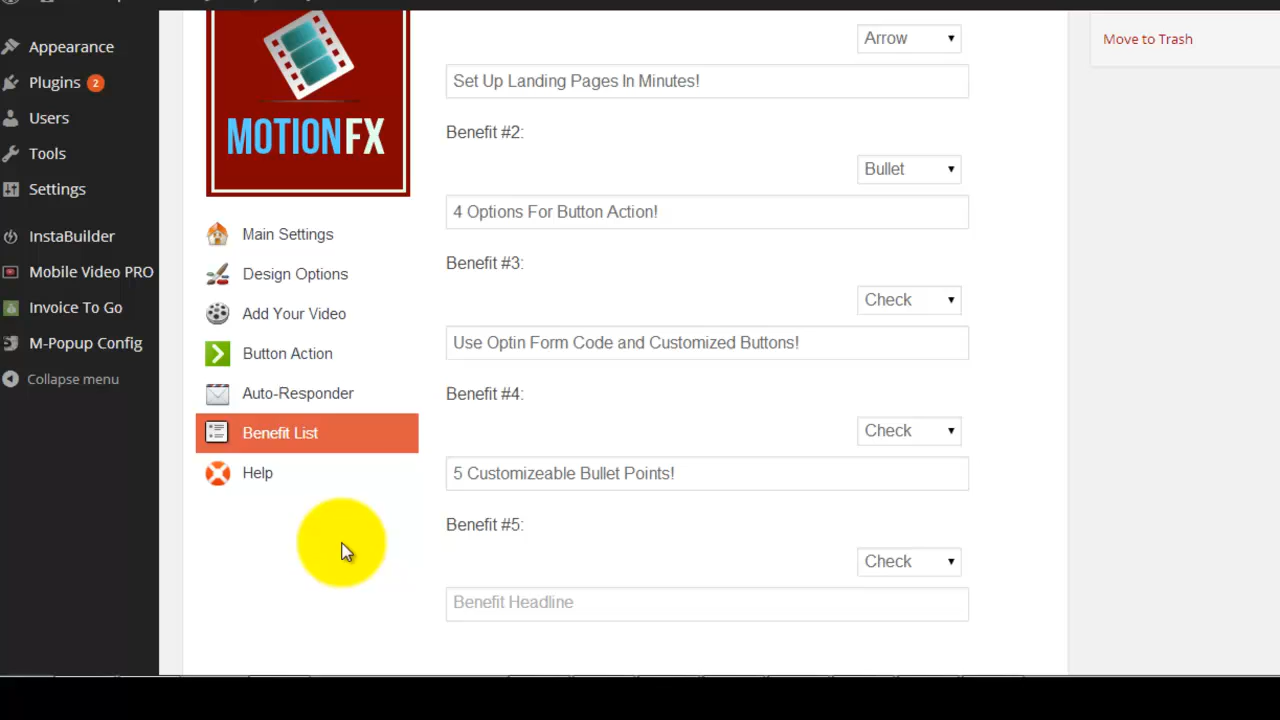 Appearance
Plugins 2
Users
Tools
Settings
InstaBuilder
Mobile Video PRO
Invoice To Go
M-Popup Config
Collapse menu
MOTIONFX
Main Settings
Design Options
Add Your Video
Button Action
Auto-Responder
Benefit List
Help
Arrow
Set Up Landing Pages In Minutes!
Benefit #2:
Bullet
4 Options For Button Action!
Benefit #3:
Check
Use Optin Form Code and Customized Buttons!
Benefit #4:
Check
5 Customizeable Bullet Points!
Benefit #5:
Check
Benefit Headline
Move to Trash